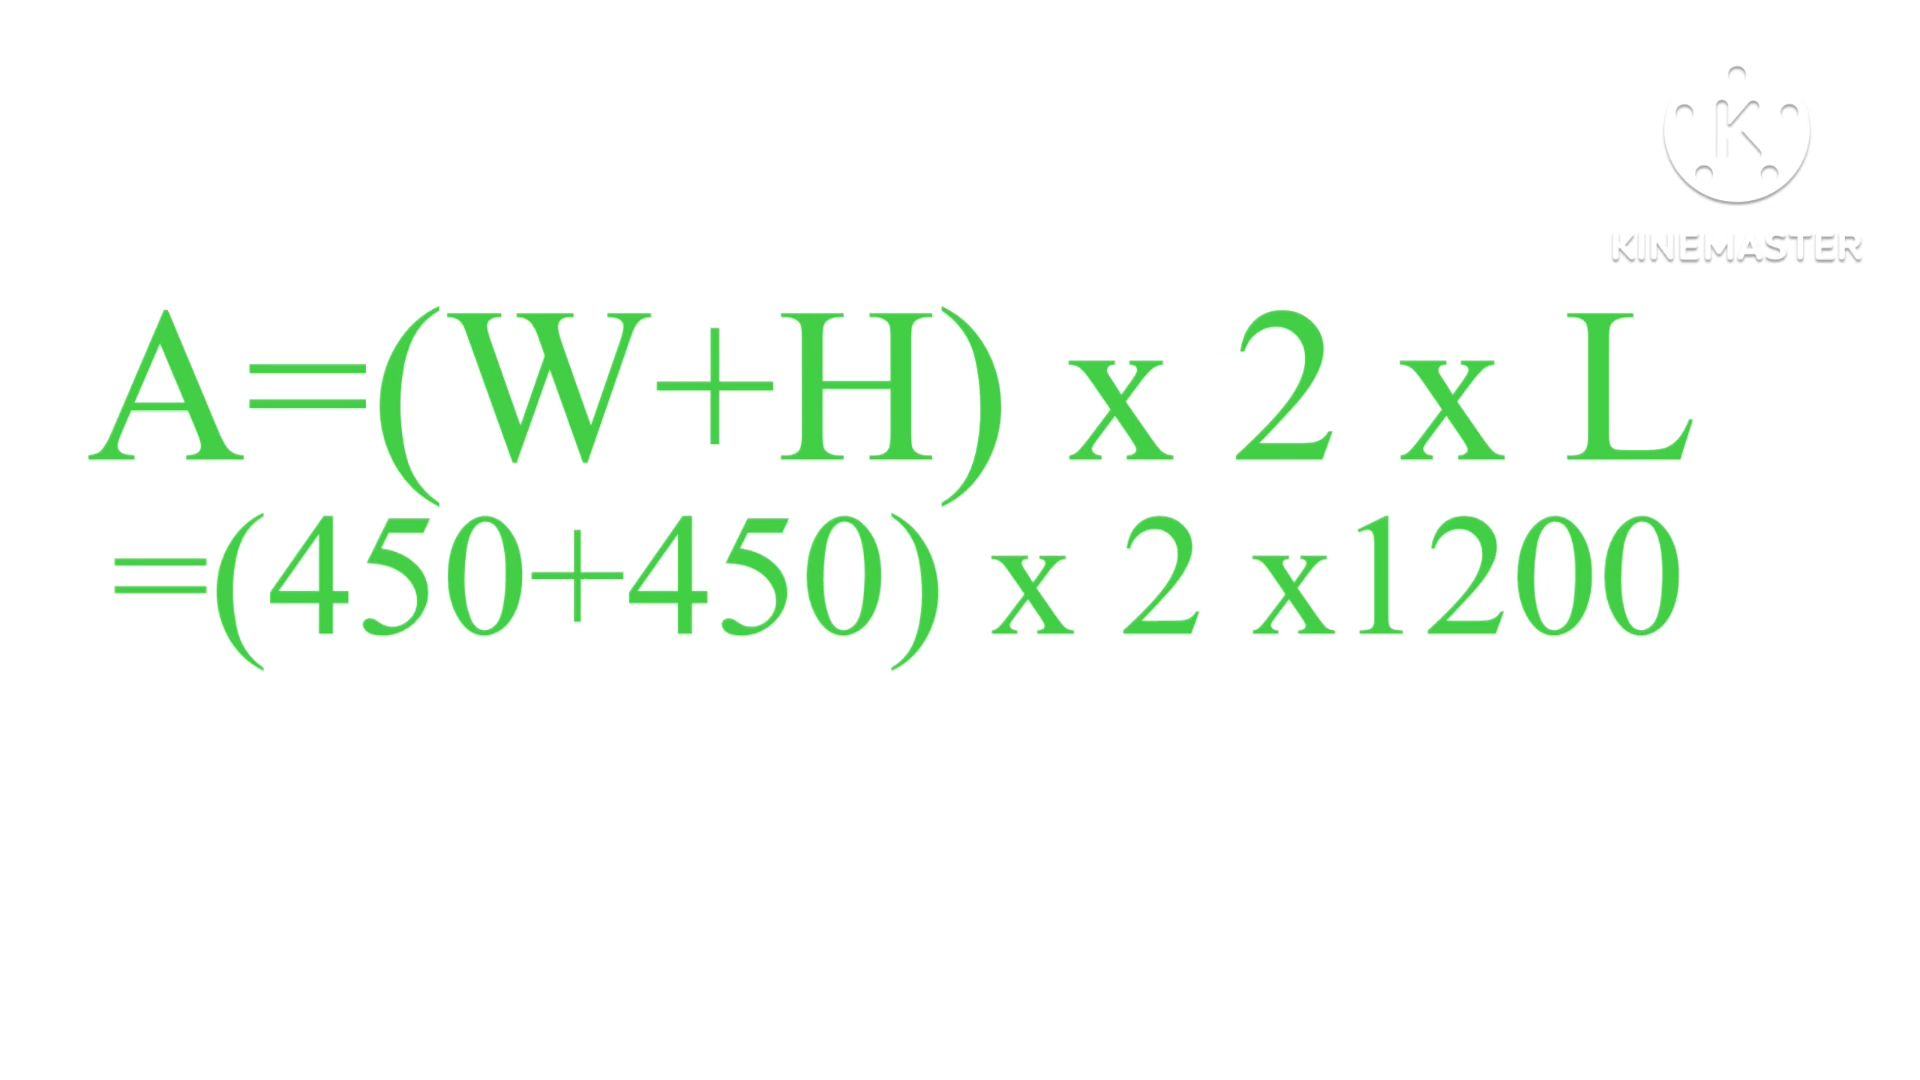 K
KINEMASTER
A=(W+H) x 2 x L
=(450+450) x 2 x1200